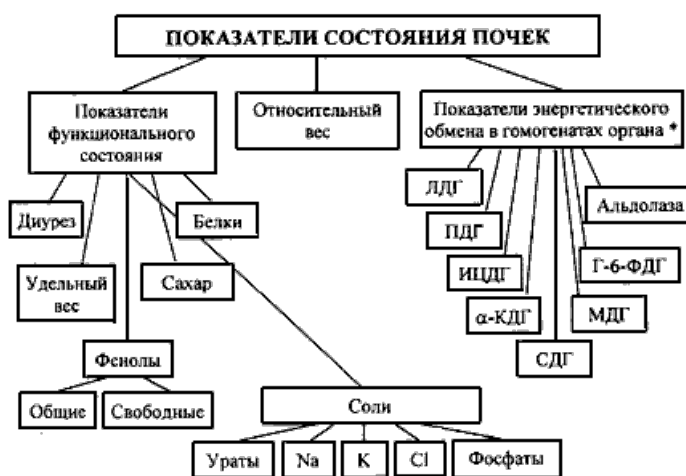 ПОКАЗАТЕЛИ СОСТОЯНИЯ ПОЧЕК
Показатели
функционального
состояния
Относительный
вес
Показатели энергетического
обмена в гомогенатах органа *
Диурез
Удельный
вес
Фенолы
Общие
Свободные
Сахар
Белки
Соли
Ураты
Na
K
Cl
Фосфаты
ЛДГ
ПДГ
ИЦДГ
α-КДГ
СДГ
МДГ
Г-6-ФДГ
Альдолаза